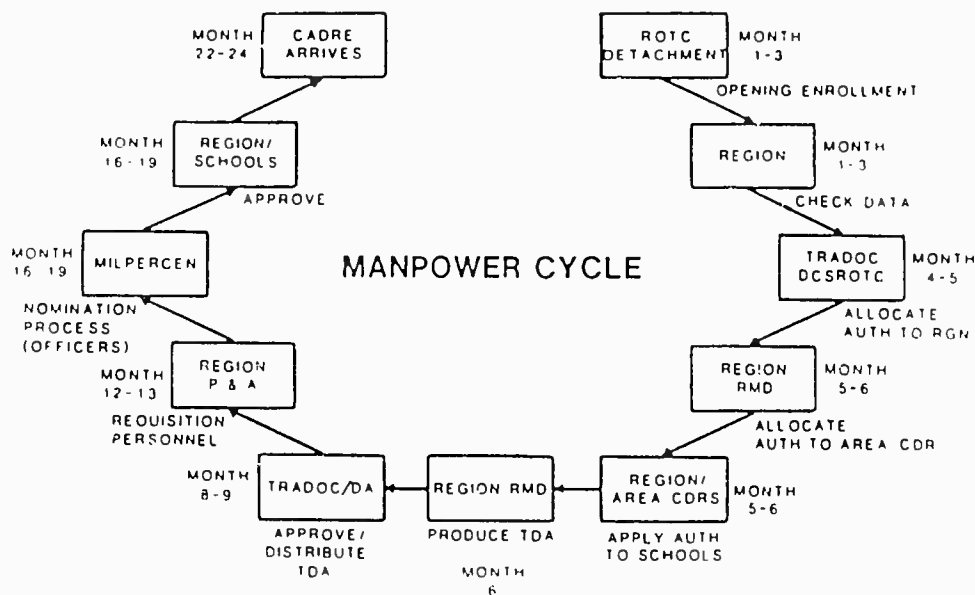 MONTH
22-24
CADRE
ARRIVES
ROTC
DETACHMENT
MONTH
1-3
OPENING ENROLLMENT
MONTH
16-19
REGION/
SCHOOLS
REGION
MONTH
1-3
APPROVE
CHECK DATA
MONTH
16-19
MILPERCEN
MANPOWER CYCLE
TRADOC
DCSROTC
MONTH
4-5
NOMINATION
PROCESS
(OFFICERS)
ALLOCATE
AUTH TO RGN
MONTH
12-13
REGION
P & A
REGION
RMD
MONTH
5-6
REQUISITION
PERSONNEL
ALLOCATE
AUTH TO AREA CDR
MONTH
8-9
TRADOC/DA
REGION RMD
REGION/
AREA CDRS
MONTH
5-6
APPROVE/
DISTRIBUTE
TDA
PRODUCE TDA
APPLY AUTH
TO SCHOOLS
MONTH
6